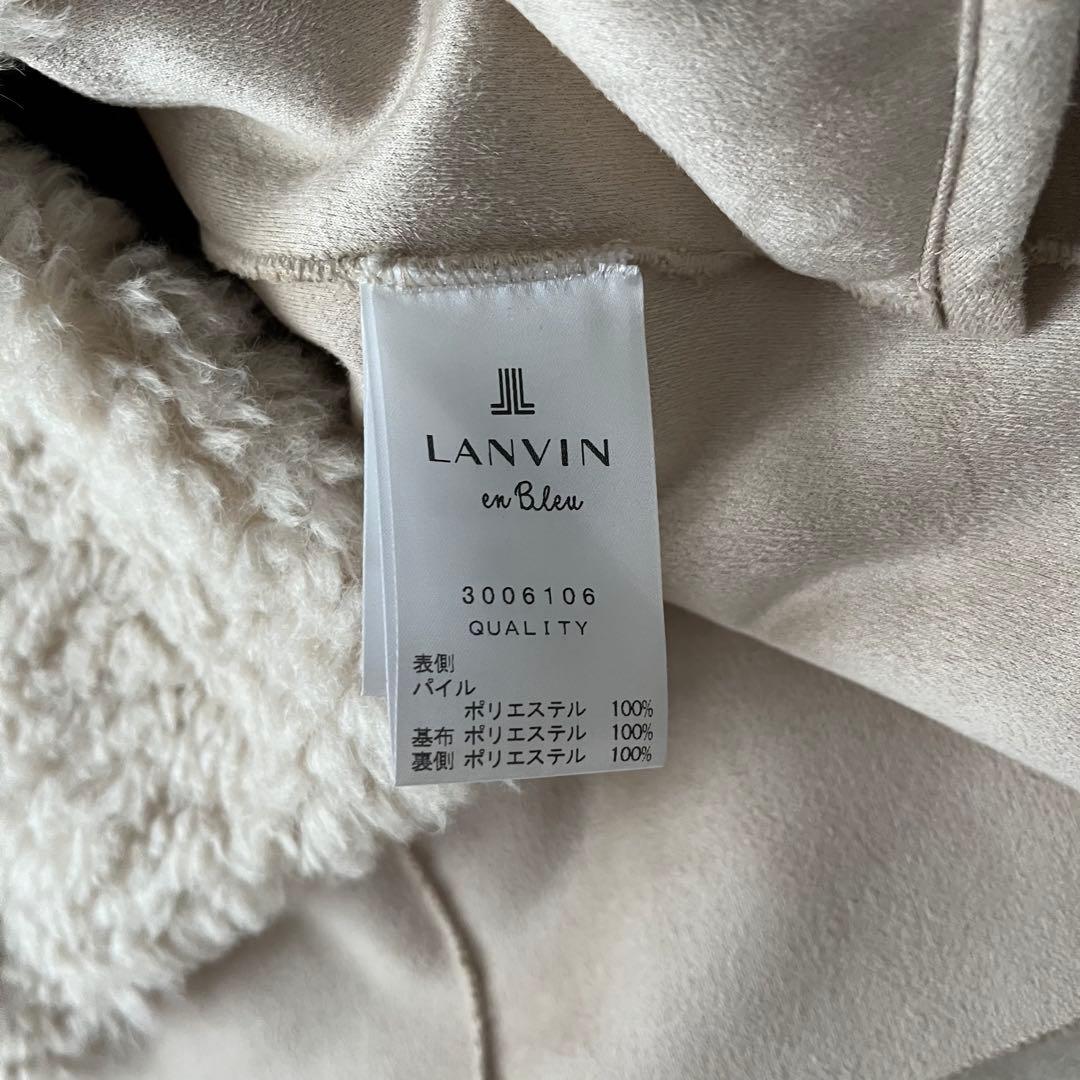 LANVIN
en Bleu
3006106
QUALITY
表側
パイル
ポリエステル 100%
基布 ポリエステル 100%
裏側 ポリエステル 100%